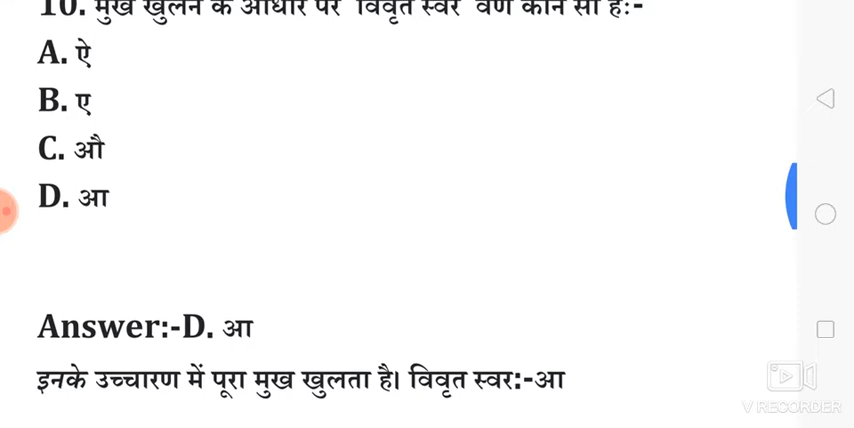 10. मुख खुलने के आधार पर विवृत स्वर वर्ण कौन सा है:-
A. ऐ
B. ए
C. औ
D. आ
Answer:-D. आ
इनके उच्चारण में पूरा मुख खुलता है। विवृत स्वर:-आ
V RECORDER